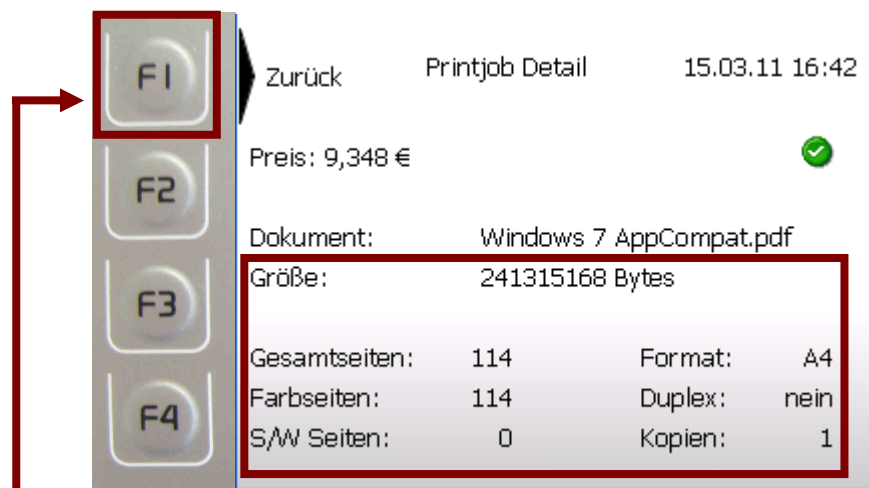 F1 Zurück Printjob Detail 15.03.11 16:42
Preis: 9,348 €
F2
Dokument: Windows 7 AppCompat.pdf
Größe: 241315168 Bytes
F3
Gesamtseiten: 114 Format: A4
Farbseiten: 114 Duplex: nein
F4
S/W Seiten: 0 Kopien: 1